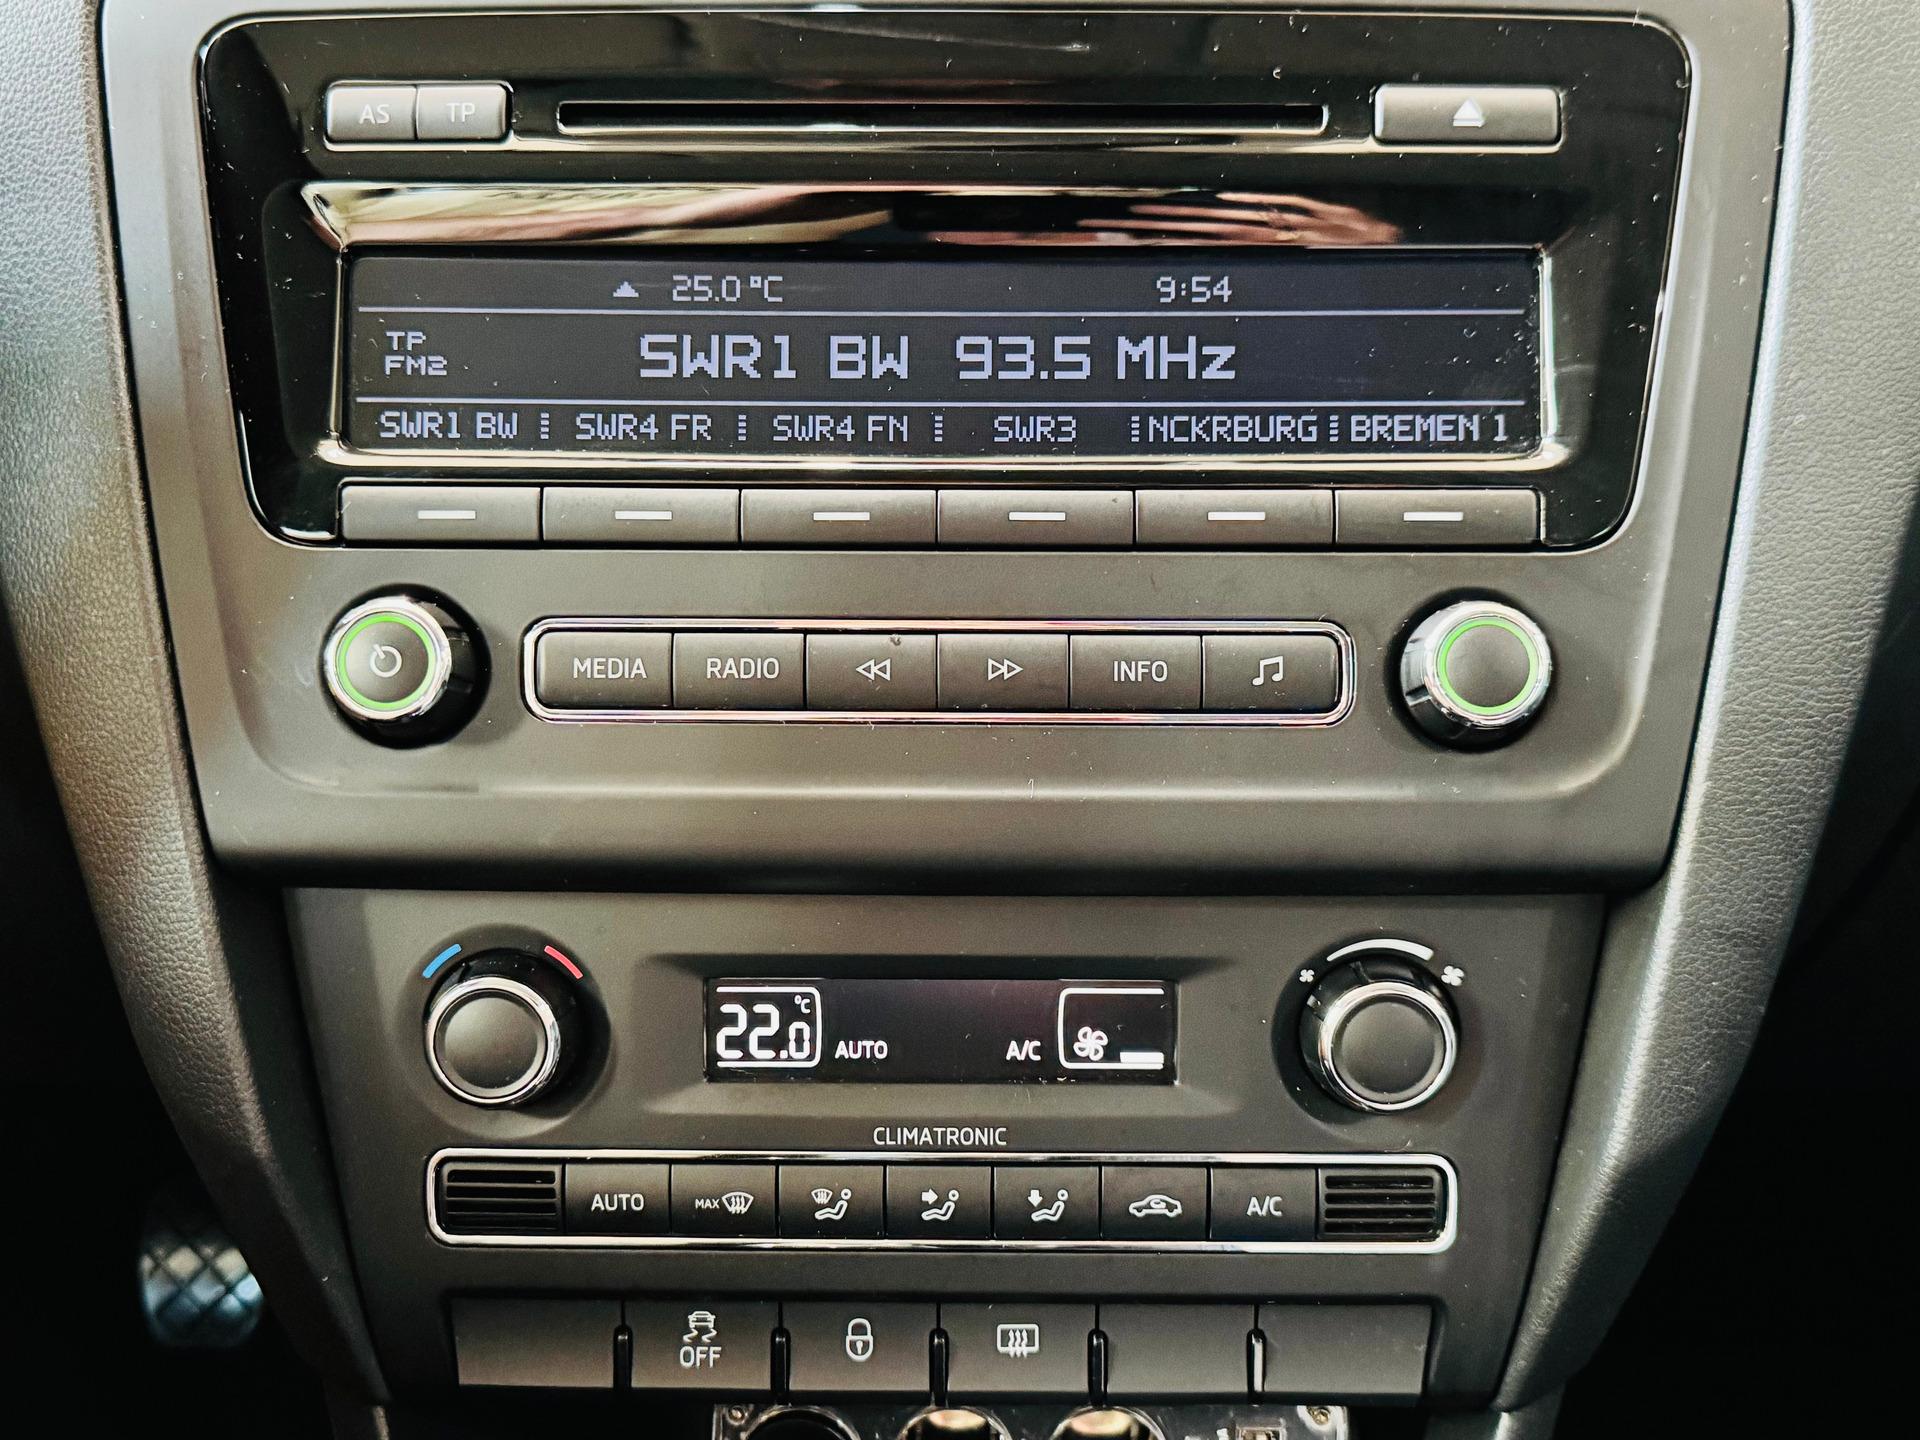 AS TP
25.0 °C 9:54
TP
FM2
SWR1 BW 93.5 MHz
SWR1 BW SWR4 FR SWR4 FN SWR3 NCKRBURG BREMEN 1
MEDIA RADIO INFO
22.0 °C AUTO A/C
CLIMATRONIC
AUTO MAX A/C
OFF